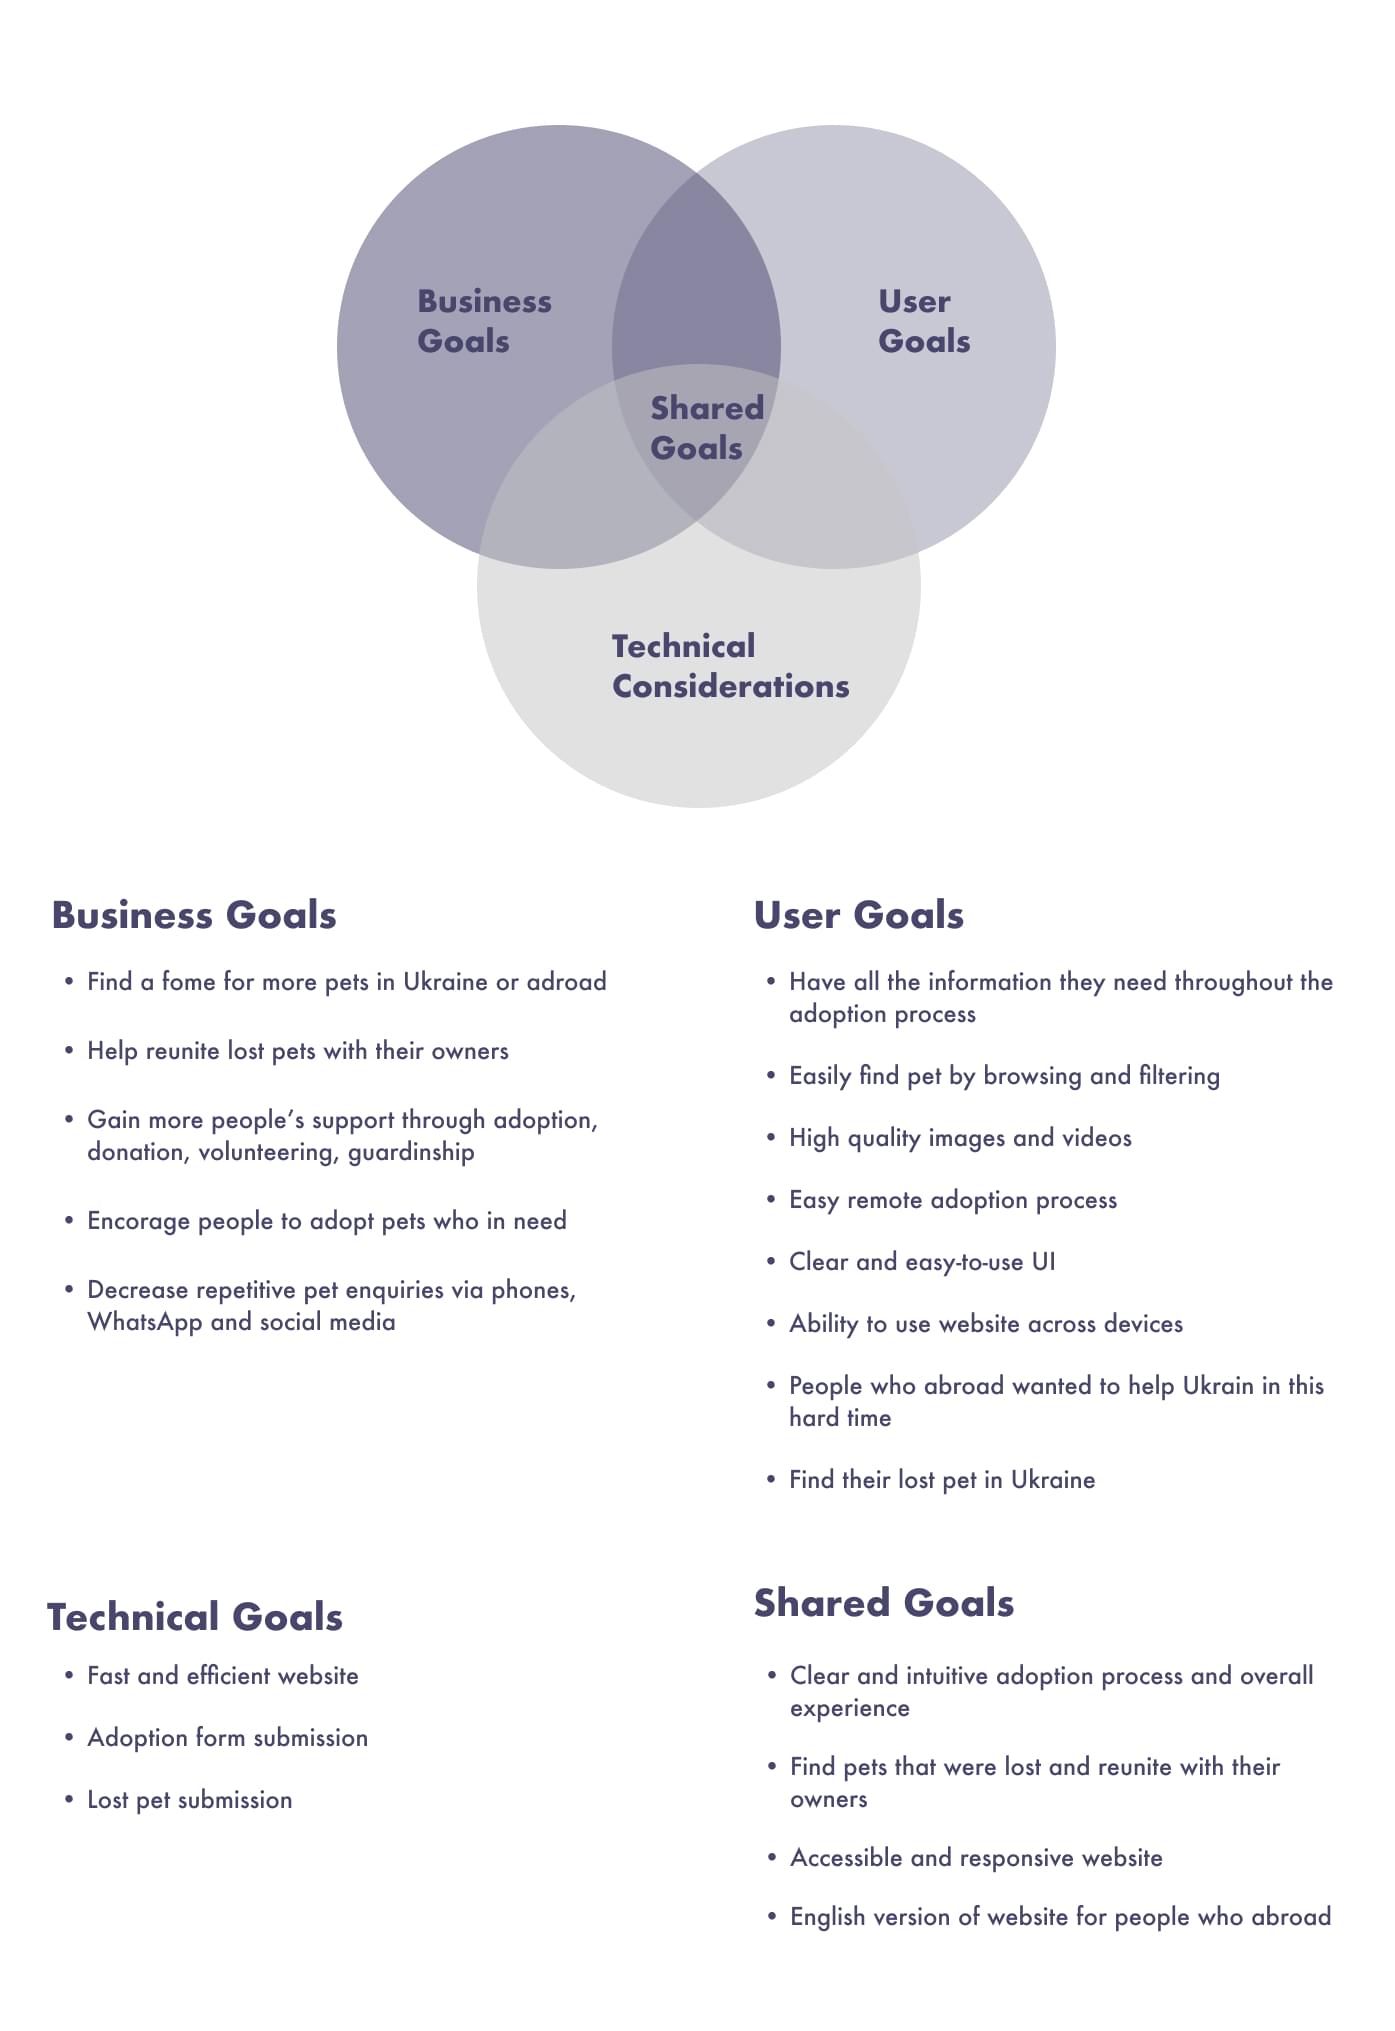 Business
Goals
User
Goals
Shared
Goals
Technical
Considerations
Business Goals
• Find a fome for more pets in Ukraine or adroad
• Help reunite lost pets with their owners
• Gain more people’s support through adoption,
donation, volunteering, guardinship
• Encorage people to adopt pets who in need
• Decrease repetitive pet enquiries via phones,
WhatsApp and social media
User Goals
• Have all the information they need throughout the
adoption process
• Easily find pet by browsing and filtering
• High quality images and videos
• Easy remote adoption process
• Clear and easy-to-use UI
• Ability to use website across devices
• People who abroad wanted to help Ukrain in this
hard time
• Find their lost pet in Ukraine
Technical Goals
• Fast and efficient website
• Adoption form submission
• Lost pet submission
Shared Goals
• Clear and intuitive adoption process and overall
experience
• Find pets that were lost and reunite with their
owners
• Accessible and responsive website
• English version of website for people who abroad